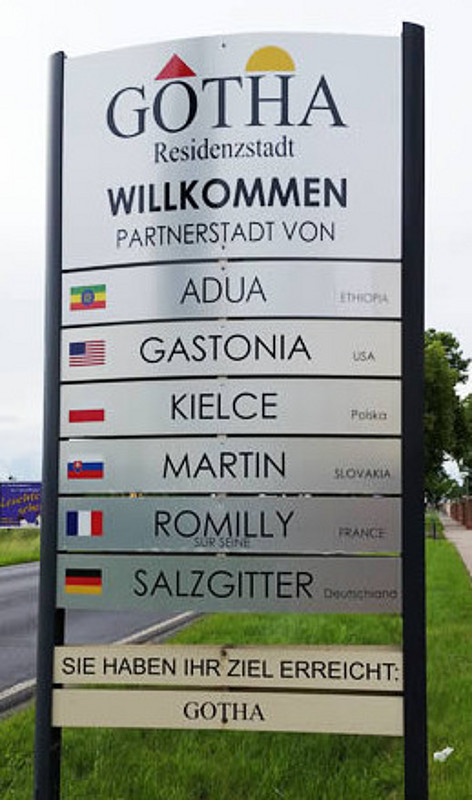 GOTHA
Residenzstadt
WILLKOMMEN
PARTNERSTADT VON
ADUA ETHIOPIA
GASTONIA USA
KIELCE Polska
MARTIN SLOVAKIA
ROMILLY FRANCE
SUR SEINE
SALZGITTER Deutschland
SIE HABEN IHR ZIEL ERREICHT:
GOTHA